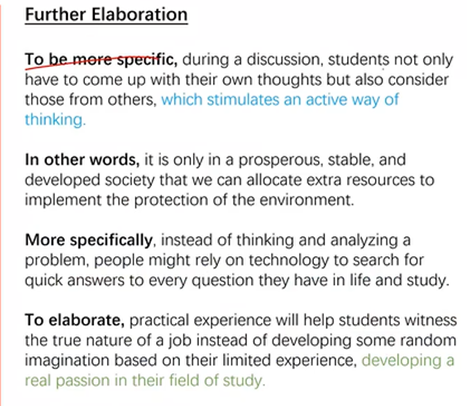 Further Elaboration
To be more specific, during a discussion, students not only
have to come up with their own thoughts but also consider
those from others, which stimulates an active way of
thinking.
In other words, it is only in a prosperous, stable, and
developed society that we can allocate extra resources to
implement the protection of the environment.
More specifically, instead of thinking and analyzing a
problem, people might rely on technology to search for
quick answers to every question they have in life and study.
To elaborate, practical experience will help students witness
the true nature of a job instead of developing some random
imagination based on their limited experience, developing a
real passion in their field of study.